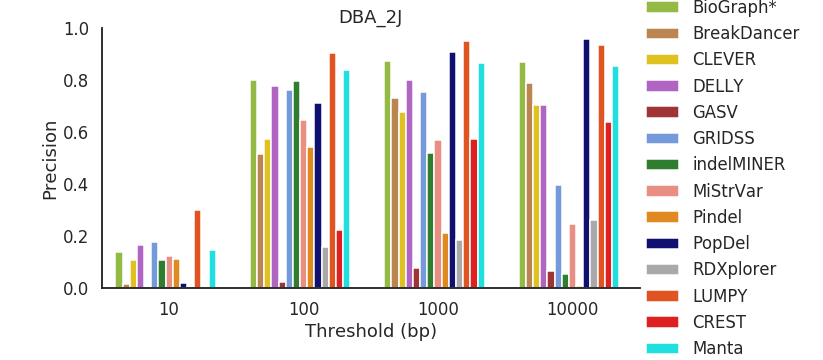 DBA_2J
1.0
0.8
0.6
0.4
0.2
0.0
Precision
10
100
1000
10000
Threshold (bp)
BioGraph*
BreakDancer
CLEVER
DELLY
GASV
GRIDSS
indelMINER
MiStrVar
Pindel
PopDel
RDXplorer
LUMPY
CREST
Manta